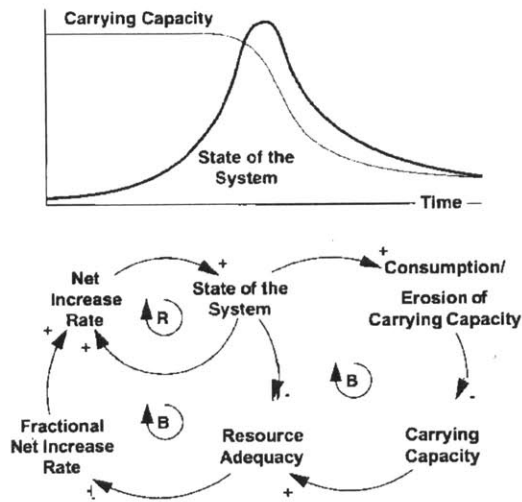 Carrying Capacity
State of the
System
Time
+
Net
Increase
Rate
+
State of the
System
+
Consumption/
Erosion of
Carrying Capacity
R
+
+
B
B
-
-
Fractional
Net Increase
Rate
Resource
Adequacy
Carrying
Capacity
+
+